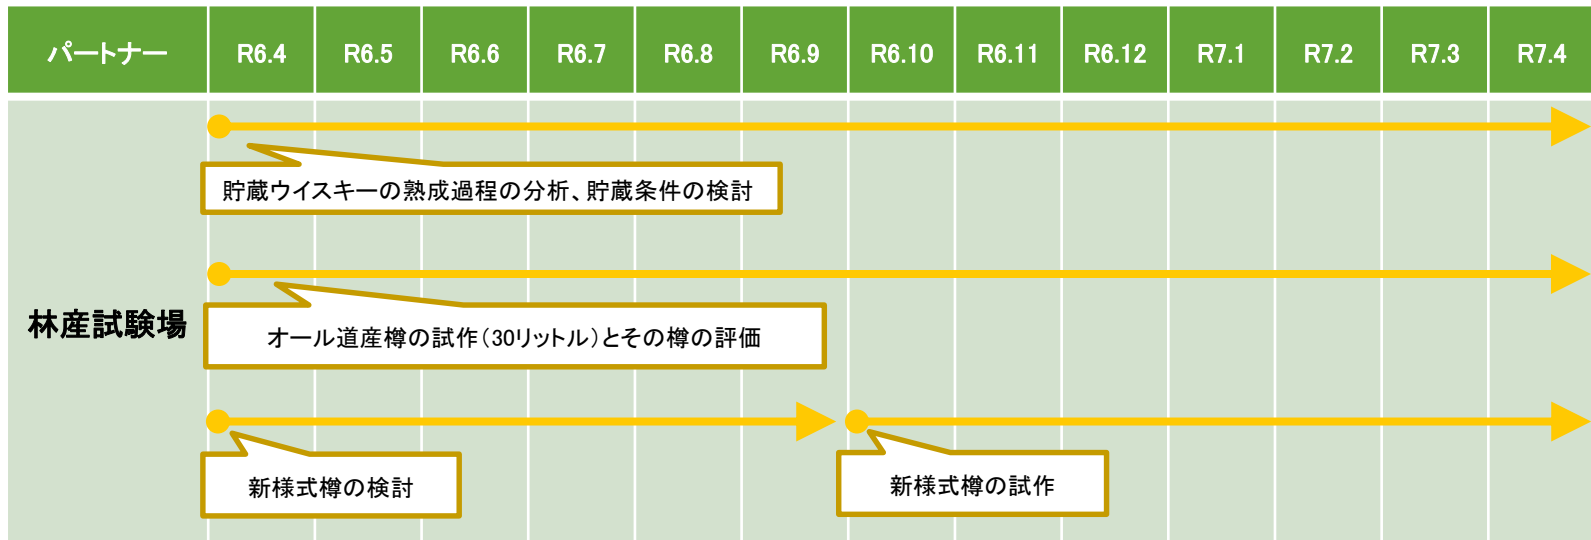 パートナー R6.4 R6.5 R6.6 R6.7 R6.8 R6.9 R6.10 R6.11 R6.12 R7.1 R7.2 R7.3 R7.4
貯蔵ウイスキーの熟成過程の分析、貯蔵条件の検討
林産試験場
オール道産樽の試作（30リットル）とその樽の評価
新様式樽の検討
新様式樽の試作